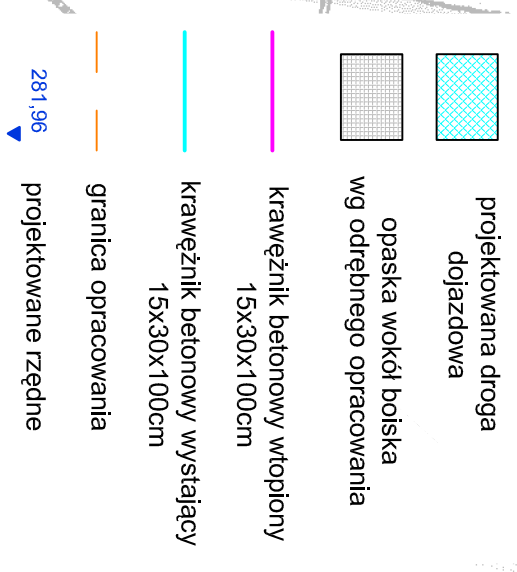 projektowana droga
dojazdowa
opaska wokół boiska
wg odrębnego opracowania
krawężnik betonowy wtopiony
15x30x100cm
krawężnik betonowy wystający
15x30x100cm
granica opracowania
281,96
projektowane rzędne